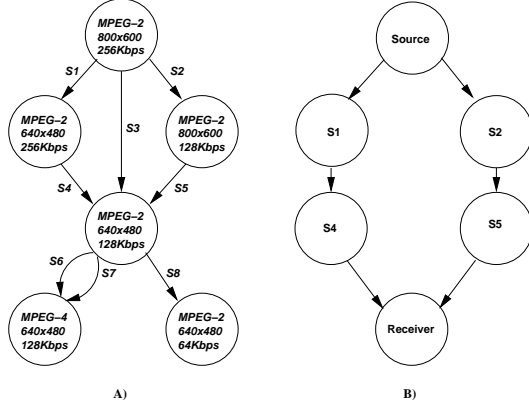 MPEG–2
800x600
256Kbps
S1
S2
S3
MPEG–2
640x480
256Kbps
MPEG–2
800x600
128Kbps
S4
S5
MPEG–2
640x480
128Kbps
S6
S7
S8
MPEG–4
640x480
128Kbps
MPEG–2
640x480
64Kbps
A)
Source
S1
S2
S4
S5
Receiver
B)